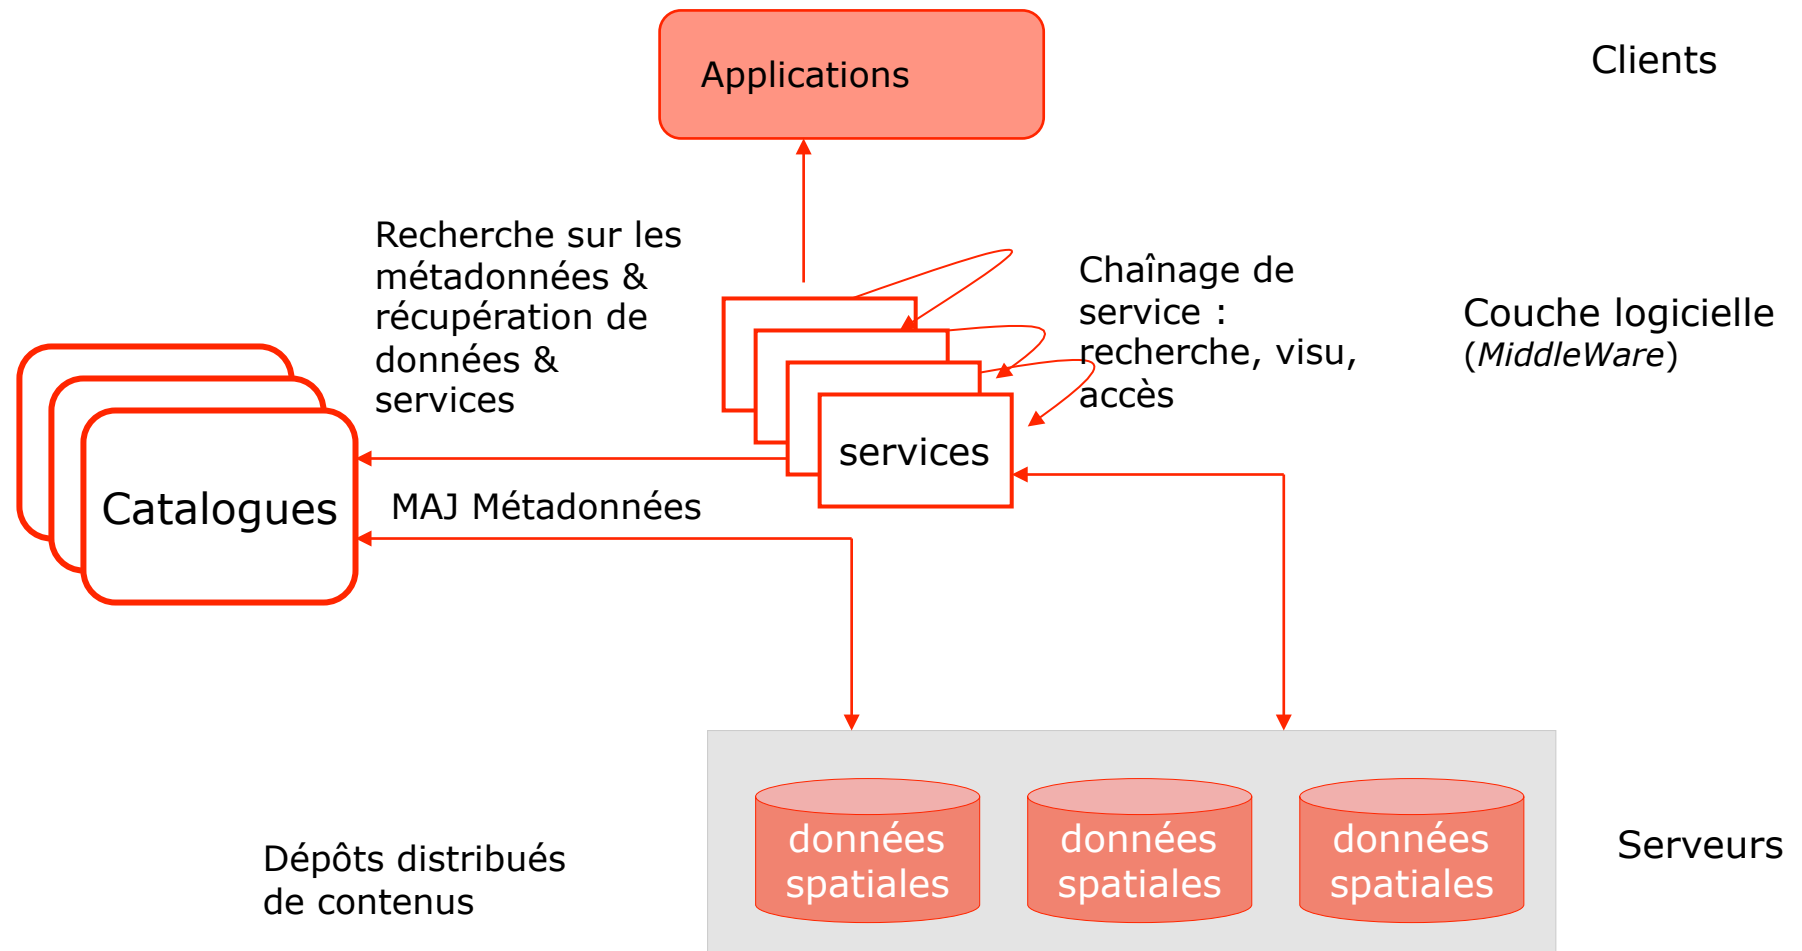 Applications
Clients
Recherche sur les
métadonnées &
récupération de
données &
services
Chaînage de
service :
recherche, visu,
accès
Couche logicielle
(MiddleWare)
services
Catalogues
MAJ Métadonnées
données
spatiales
données
spatiales
données
spatiales
Serveurs
Dépôts distribués
de contenus